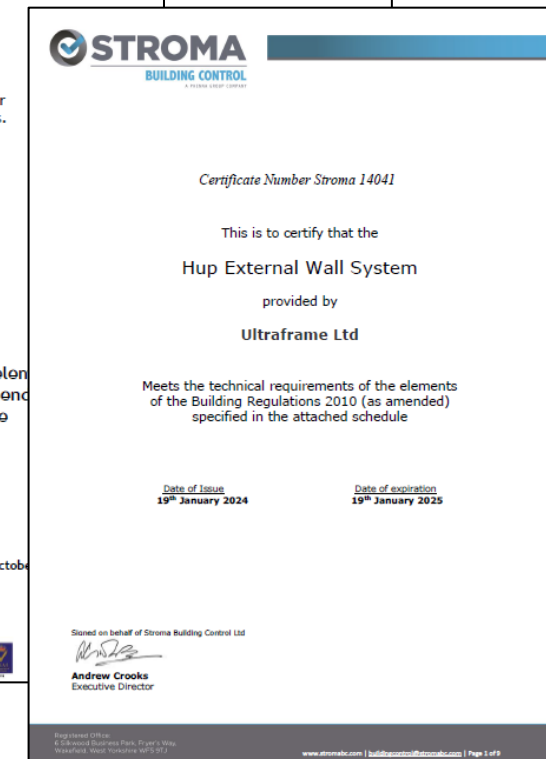 STROMA
BUILDING CONTROL
A PHENNA GROUP COMPANY
Certificate Number Stroma 14041
This is to certify that the
Hup External Wall System
provided by
Ultraframe Ltd
Meets the technical requirements of the elements
of the Building Regulations 2010 (as amended)
specified in the attached schedule
Date of Issue
19th January 2024
Date of expiration
19th January 2025
Signed on behalf of Stroma Building Control Ltd
Andrew Crooks
Executive Director
Registered Office:
6 Silkwood Business Park, Fryer's Way,
Wakefield, West Yorkshire WF5 9TJ
www.stromabc.com | buildingcontrol@stromabc.com | Page 1 of 9